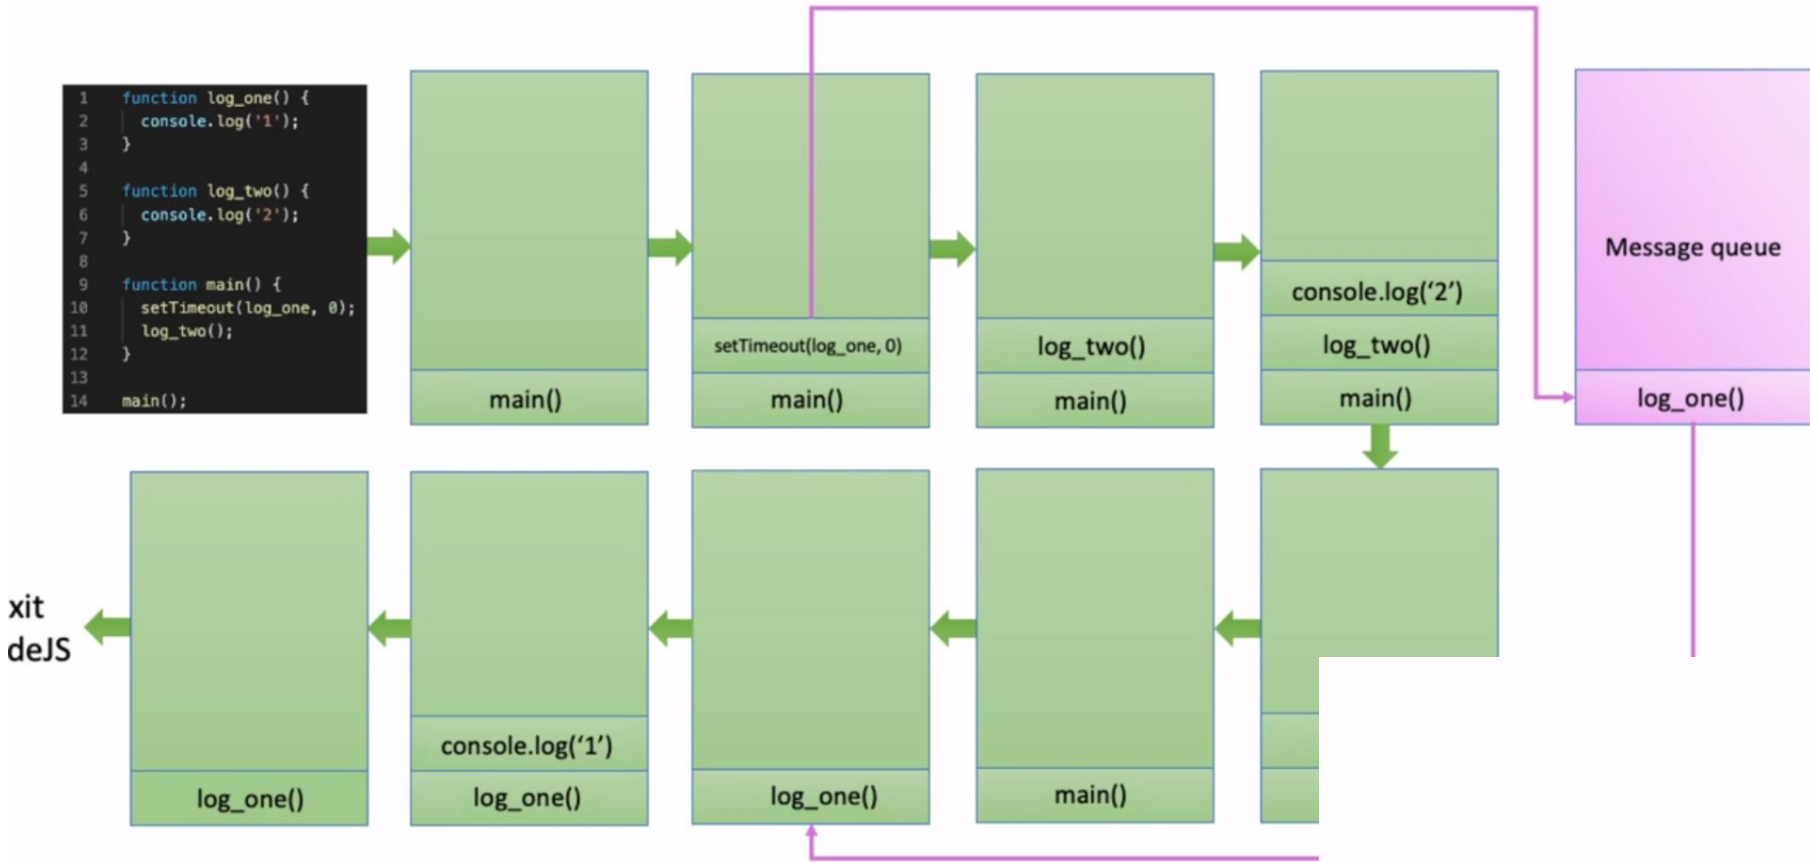 1 function log_one() {
2 console.log('1');
3 }
4
5 function log_two() {
6 console.log('2');
7 }
8
9 function main() {
10 setTimeout(log_one, 0);
11 log_two();
12 }
13
14 main();
main()
setTimeout(log_one, 0)
main()
log_two()
main()
console.log(‘2’)
log_two()
main()
Message queue
log_one()
xit
deJS
log_one()
console.log(‘1’)
log_one()
log_one()
main()